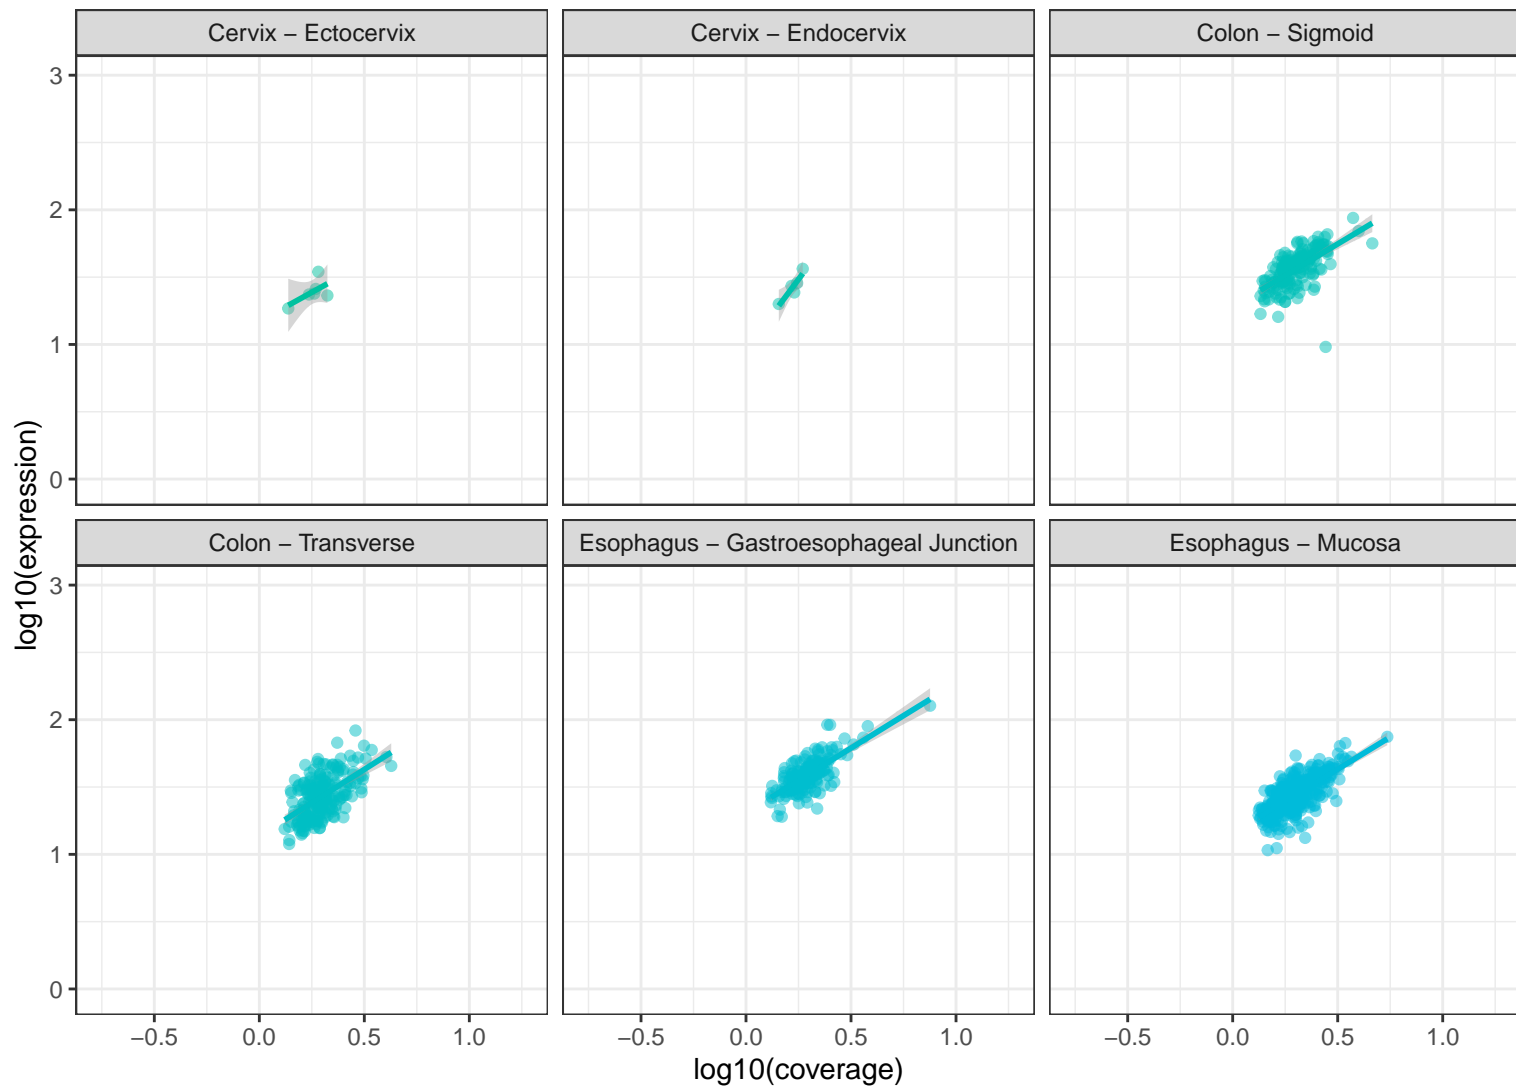 Cervix − Ectocervix
Cervix − Endocervix
Colon − Sigmoid
3
2
1
0
Colon − Transverse
Esophagus − Gastroesophageal Junction
Esophagus − Mucosa
3
2
1
0
−0.5 0.0 0.5 1.0
−0.5 0.0 0.5 1.0
−0.5 0.0 0.5 1.0
log10(coverage)
log10(expression)